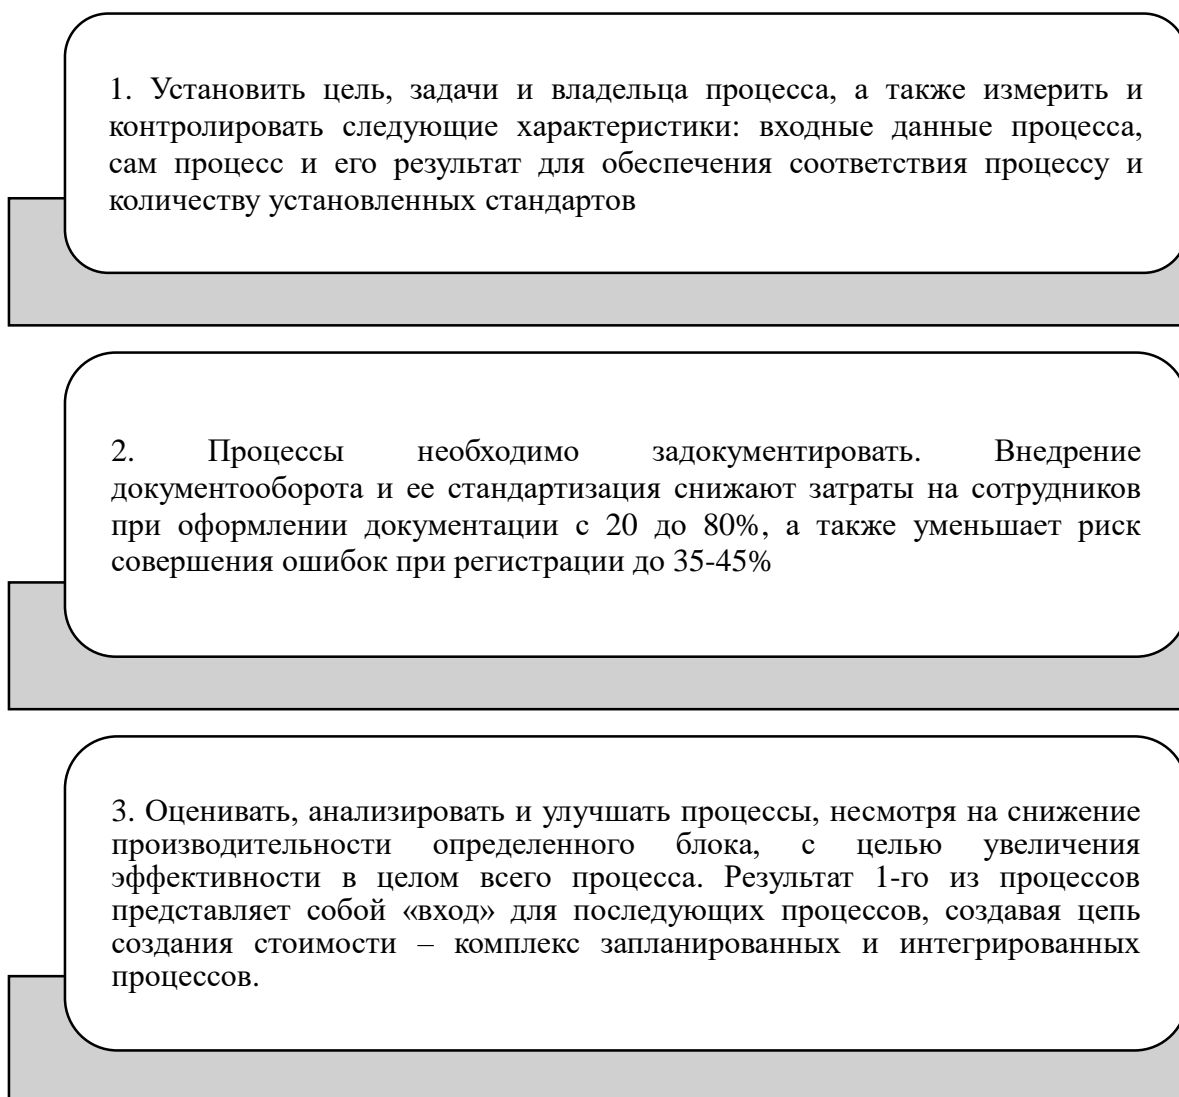 1. Установить цель, задачи и владельца процесса, а также измерить и
контролировать следующие характеристики: входные данные процесса,
сам процесс и его результат для обеспечения соответствия процессу и
количеству установленных стандартов
2. Процессы необходимо задокументировать. Внедрение
документооборота и ее стандартизация снижают затраты на сотрудников
при оформлении документации с 20 до 80%, а также уменьшает риск
совершения ошибок при регистрации до 35-45%
3. Оценивать, анализировать и улучшать процессы, несмотря на снижение
производительности определенного блока, с целью увеличения
эффективности в целом всего процесса. Результат 1-го из процессов
представляет собой «вход» для последующих процессов, создавая цепь
создания стоимости – комплекс запланированных и интегрированных
процессов.